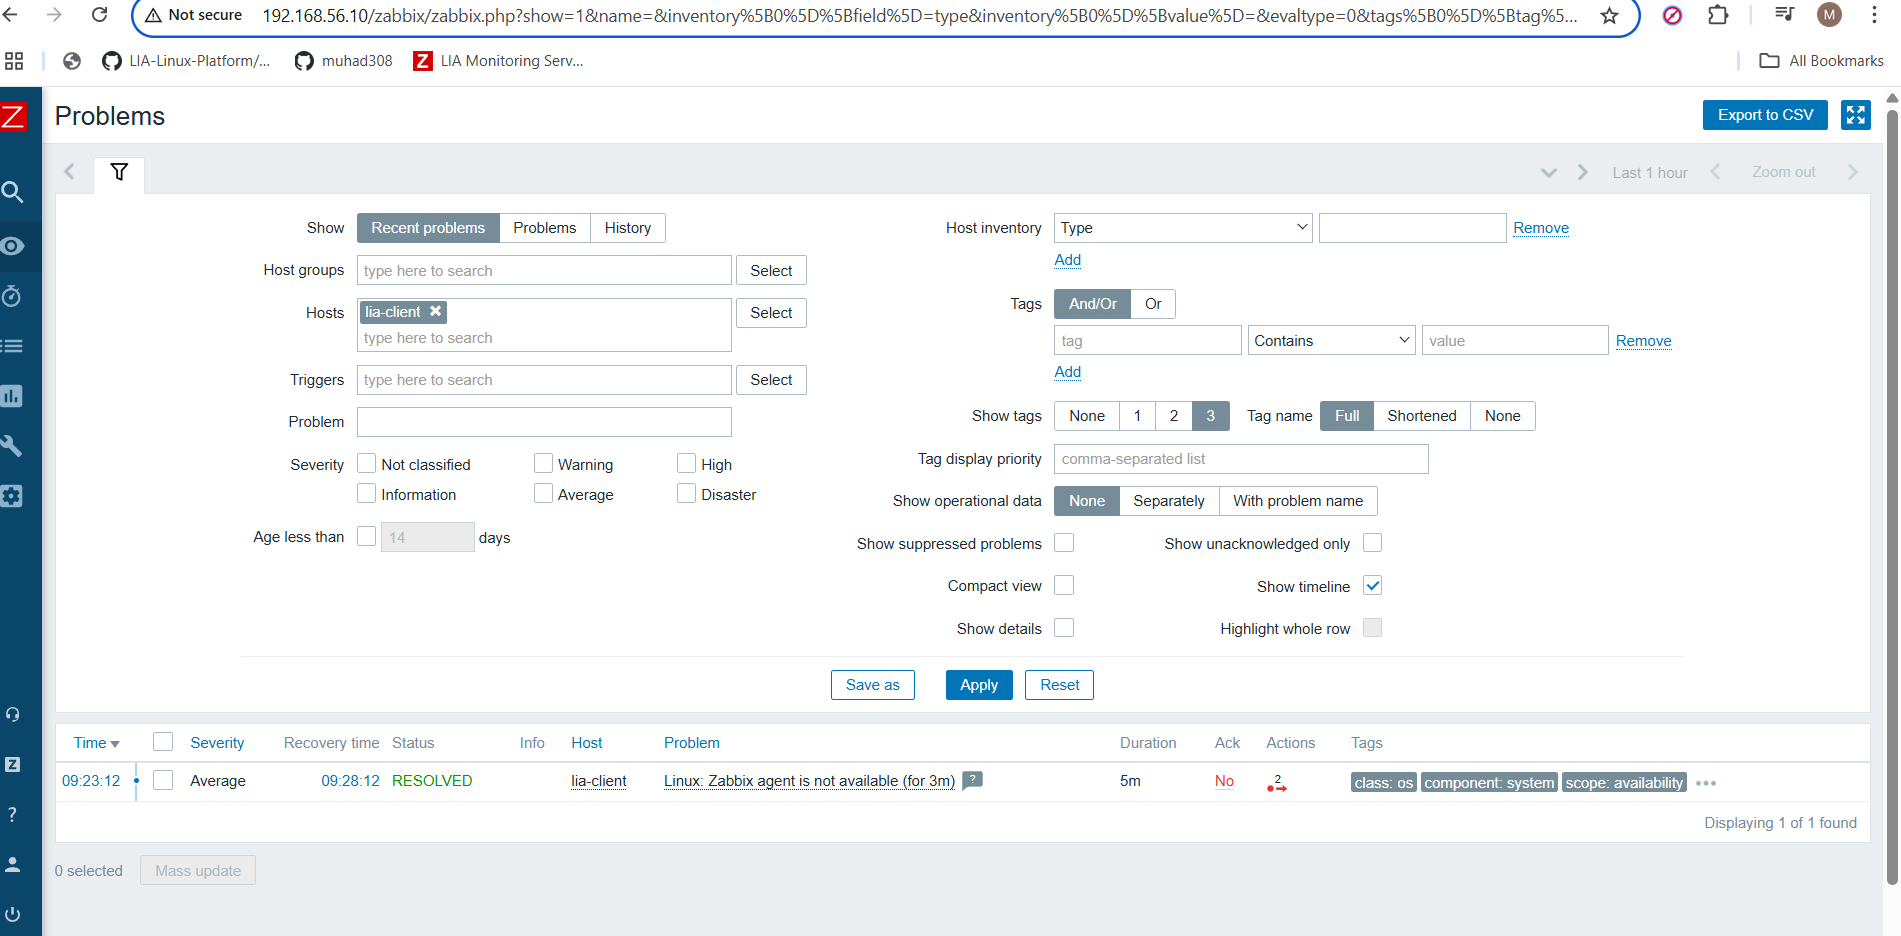 Not secure 192.168.56.10/zabbix/zabbix.php?show=1&name=&inventory%5B0%5D%5Bfield%5D=type&inventory%5B0%5D%5Bvalue%5D=&evaltype=0&tags%5B0%5D%5Btag%5... M
LIA-Linux-Platform/... muhad308 Z LIA Monitoring Serv... All Bookmarks
Z Problems Export to CSV
Last 1 hour Zoom out
Show Recent problems Problems History Host inventory Type Remove
Add
Host groups type here to search Select
Hosts lia-client Select Tags And/Or Or
type here to search tag Contains value Remove
Triggers type here to search Select Add
Problem Show tags None 1 2 3 Tag name Full Shortened None
Severity Not classified Warning High Tag display priority comma-separated list
Information Average Disaster Show operational data None Separately With problem name
Age less than 14 days Show suppressed problems Show unacknowledged only
Compact view Show timeline
Show details Highlight whole row
Save as Apply Reset
Time Severity Recovery time Status Info Host Problem Duration Ack Actions Tags
09:23:12 Average 09:28:12 RESOLVED lia-client Linux: Zabbix agent is not available (for 3m) ? 5m No 2 class: os component: system scope: availability •••
Z
?
Displaying 1 of 1 found
0 selected Mass update